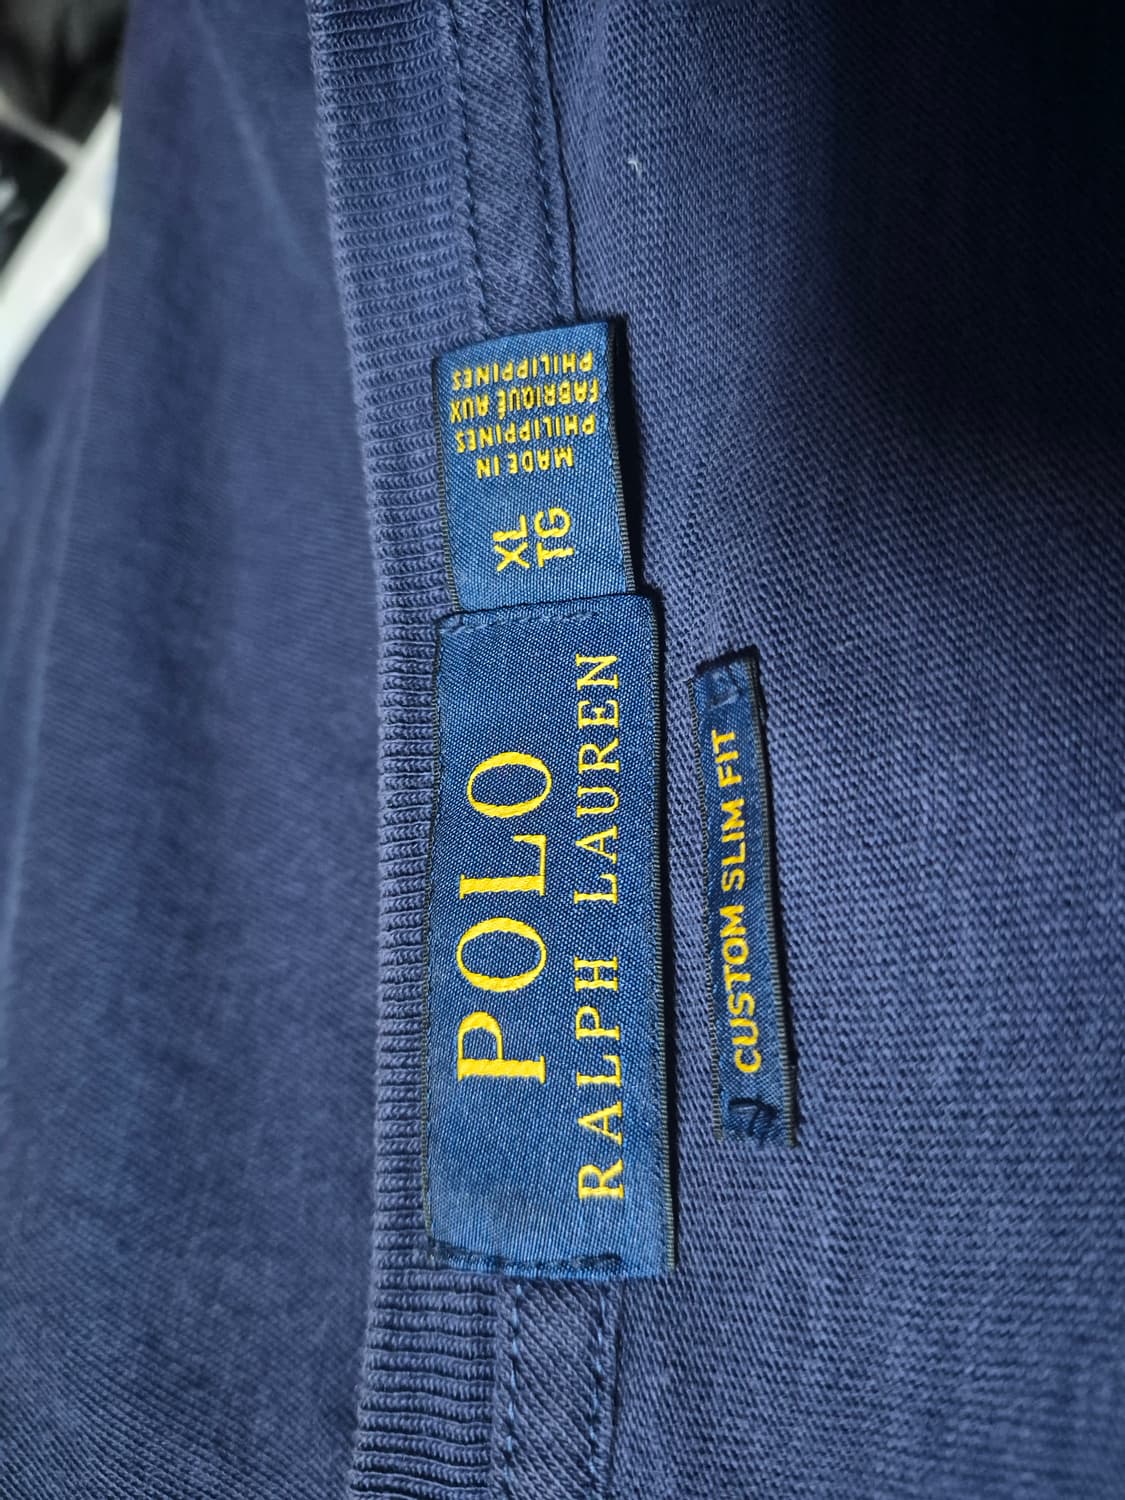 POLO
RALPH LAUREN
XL
TG
MADE IN
PHILIPPINES
FABRIQUÉ AUX
PHILIPPINES
CUSTOM SLIM FIT